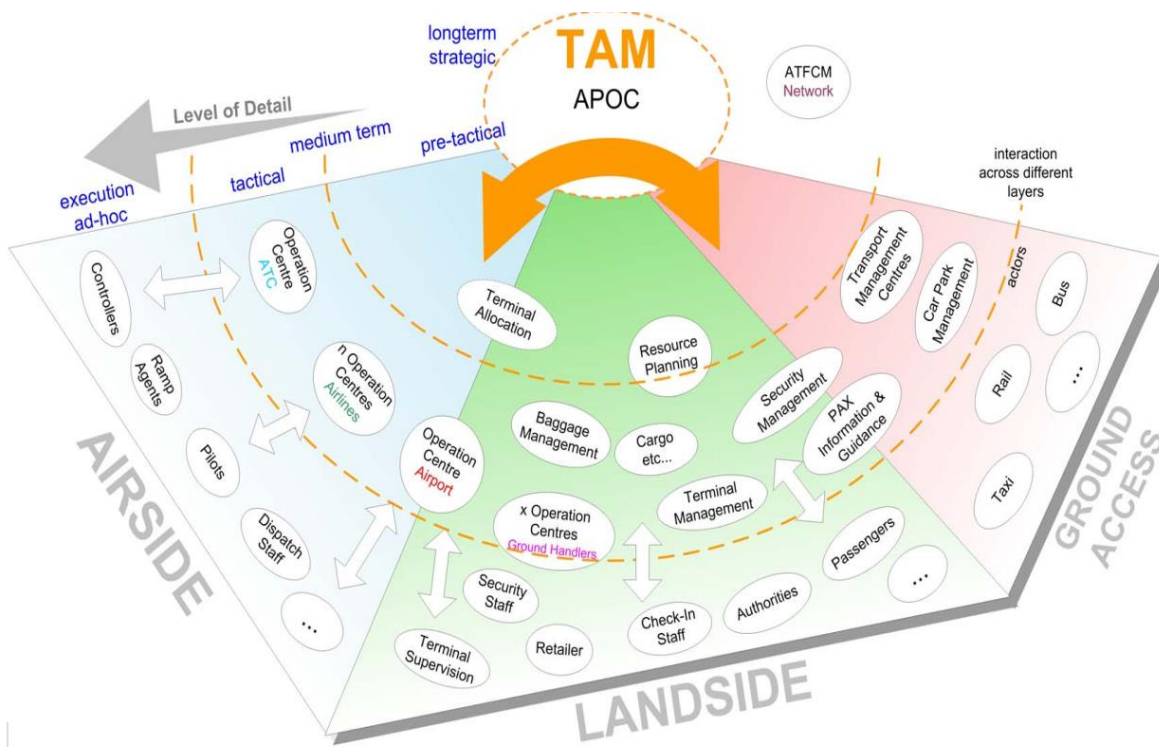 longterm
strategic
TAM
APOC
ATFCM
Network
Level of Detail
medium term
pre-tactical
tactical
execution
ad-hoc
interaction
across different
layers
actors
Controllers
Operation
Centre
ATC
Ramp
Agents
n Operation
Centres
Airlines
Pilots
Dispatch
Staff
...
AIRSIDE
Terminal
Allocation
Resource
Planning
Baggage
Management
Cargo
etc...
Security
Management
PAX
Information &
Guidance
Operation
Centre
Airport
x Operation
Centres
Ground Handlers
Terminal
Management
Security
Staff
Terminal
Supervision
Retailer
Check-In
Staff
Authorities
Passengers
...
LANDSIDE
Transport
Management
Centres
Car Park
Management
Bus
Rail
...
Taxi
GROUND
ACCESS